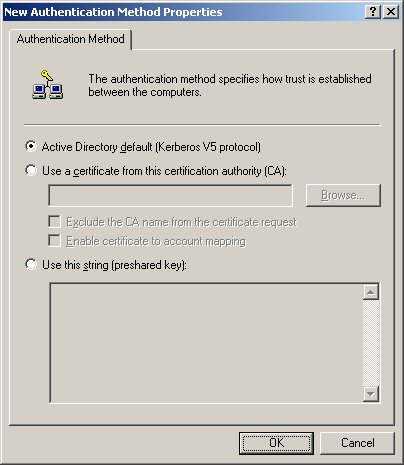 New Authentication Method Properties
Authentication Method
The authentication method specifies how trust is established
between the computers.
Active Directory default (Kerberos V5 protocol)
Use a certificate from this certification authority (CA):
Browse...
Exclude the CA name from the certificate request
Enable certificate to account mapping
Use this string (preshared key):
OK
Cancel